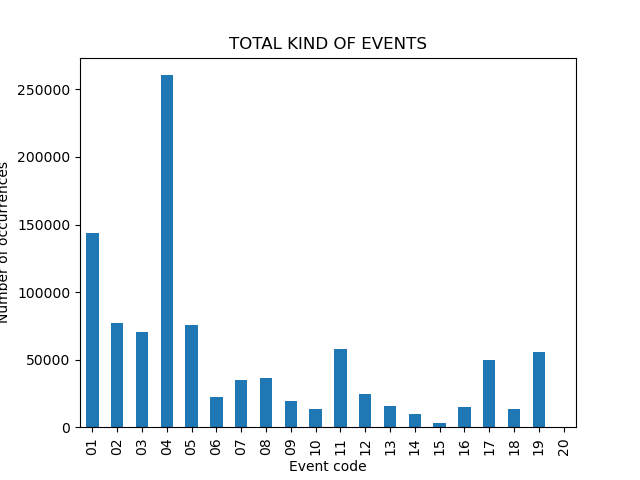 TOTAL KIND OF EVENTS
Number of occurrences
250000
200000
150000
100000
50000
0
01 02 03 04 05 06 07 08 09 10 11 12 13 14 15 16 17 18 19 20
Event code